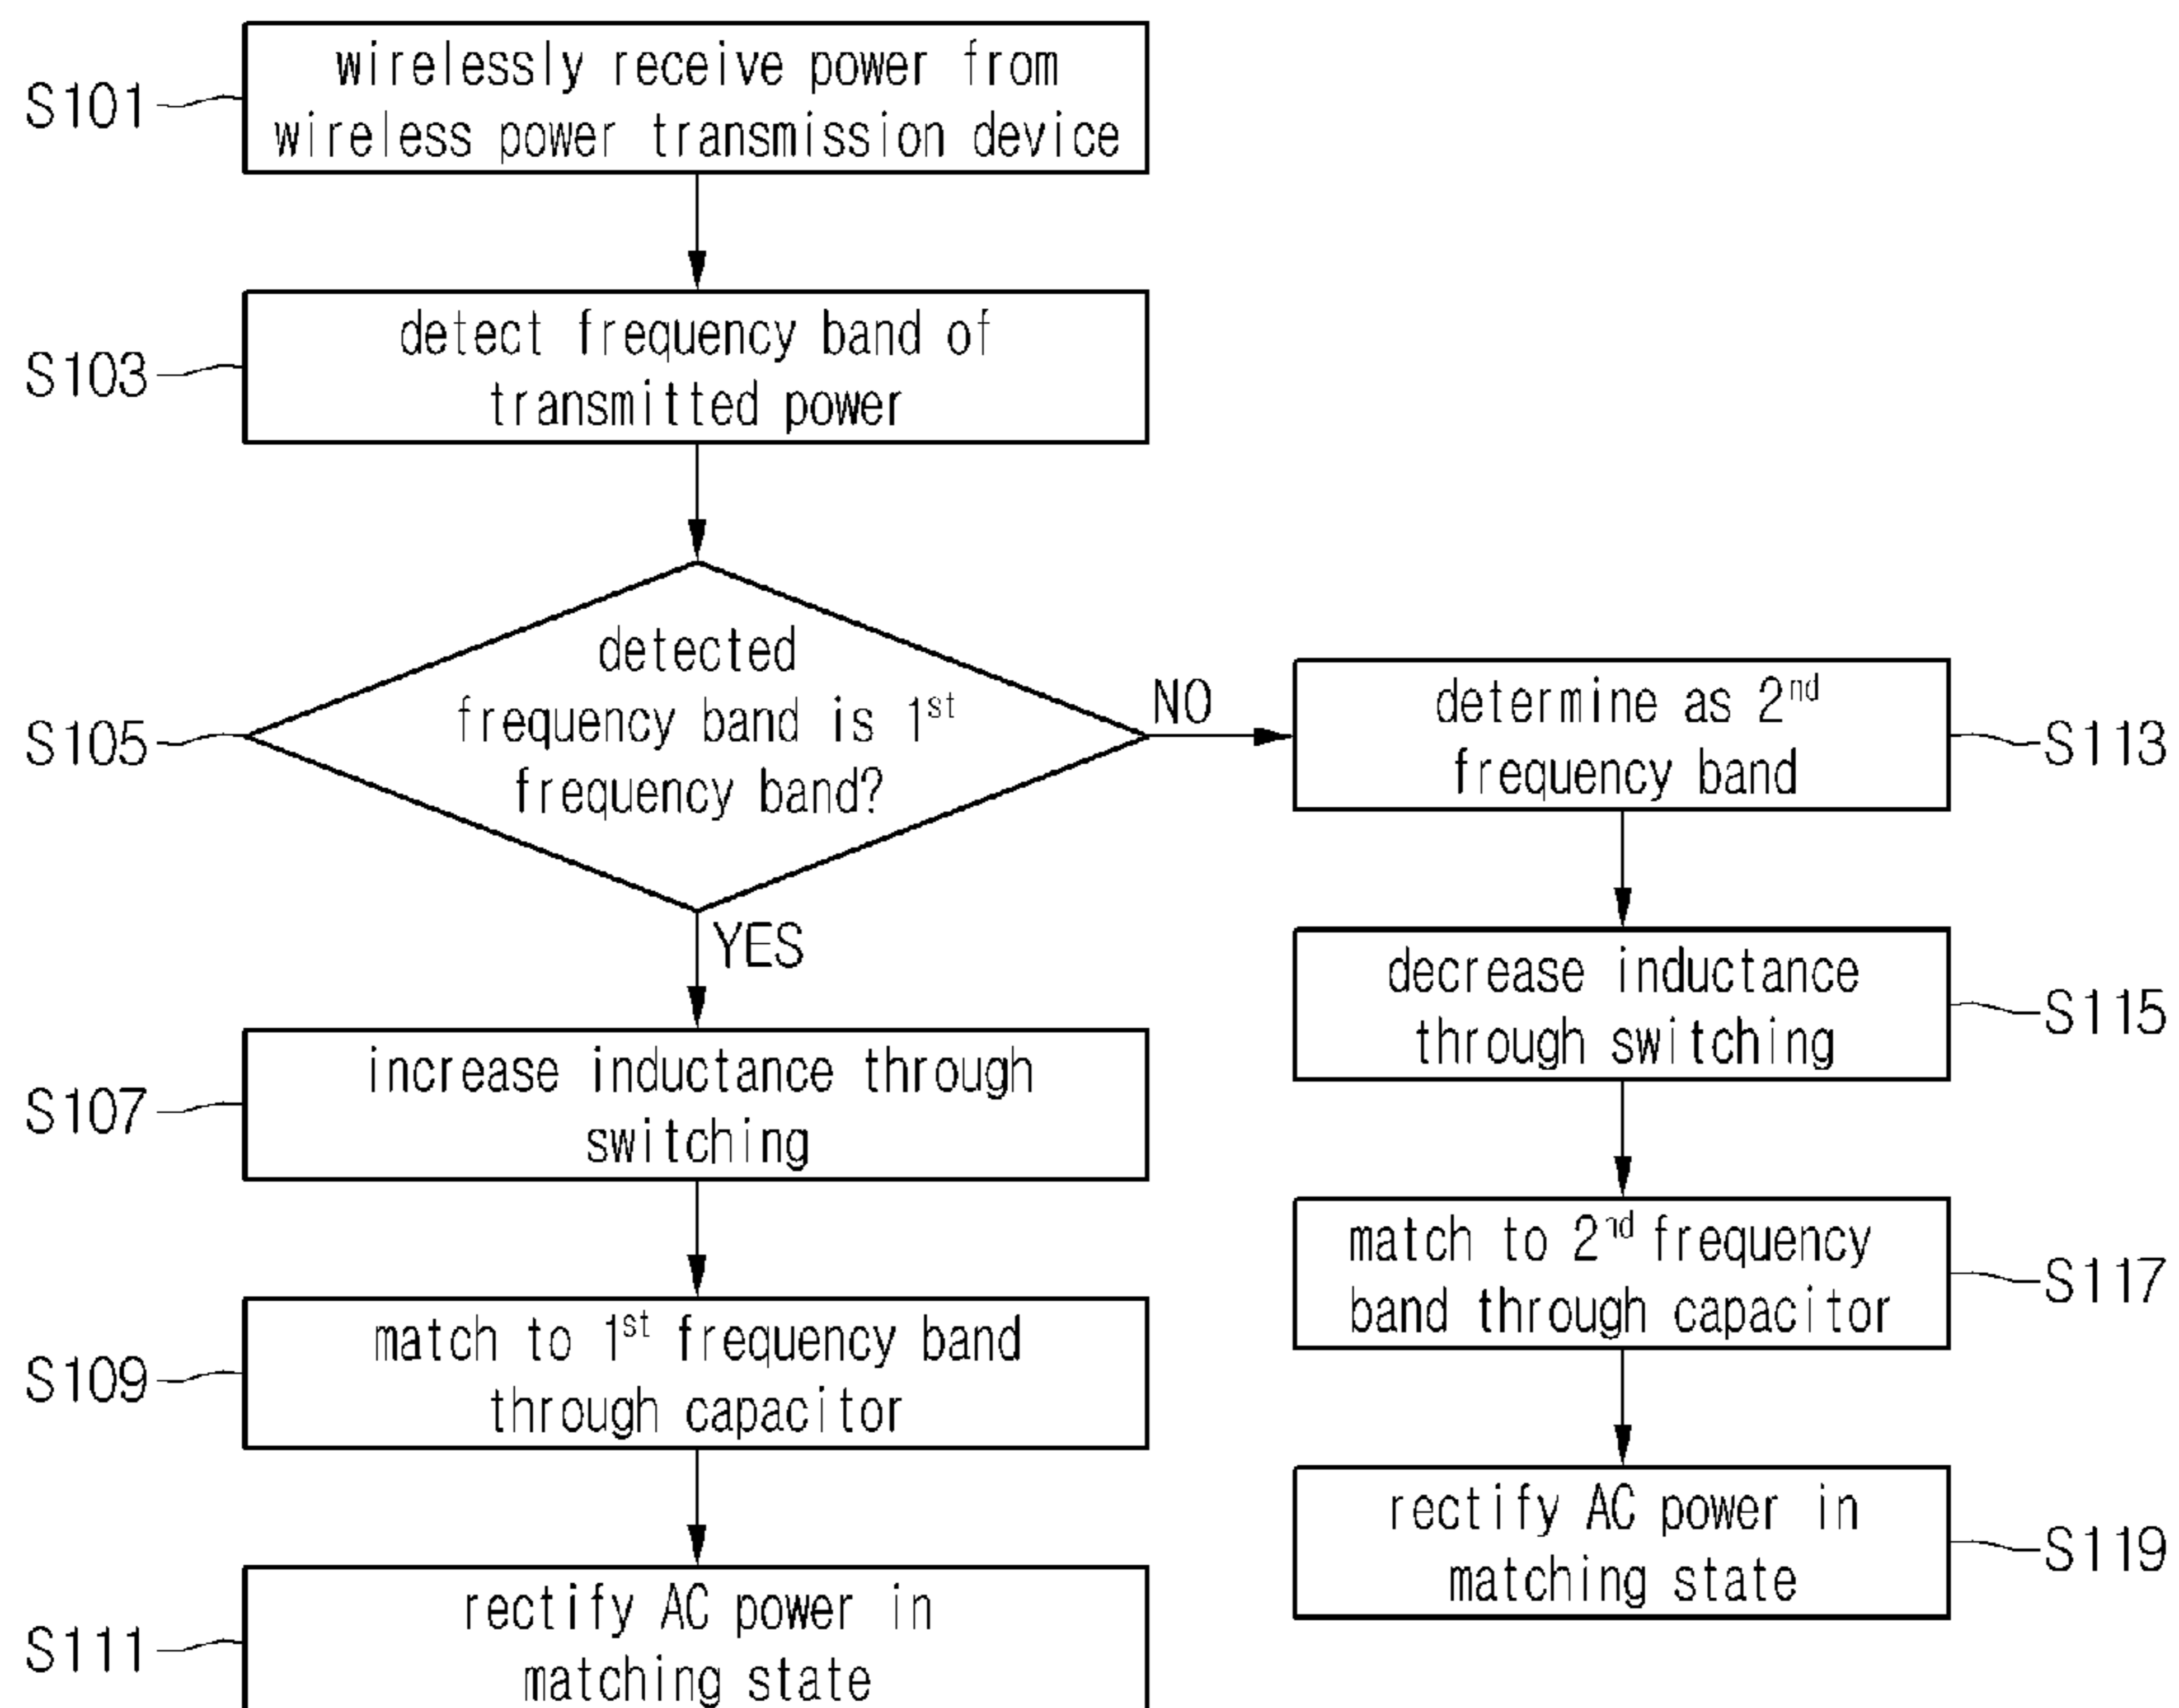 S101
wirelessly receive power from
wireless power transmission device
S103
detect frequency band of
transmitted power
S105
detected
frequency band is 1st
frequency band?
NO
YES
S107
increase inductance through
switching
S109
match to 1st frequency band
through capacitor
S111
rectify AC power in
matching state
determine as 2nd
frequency band
S113
decrease inductance
through switching
S115
match to 2nd frequency
band through capacitor
S117
rectify AC power in
matching state
S119